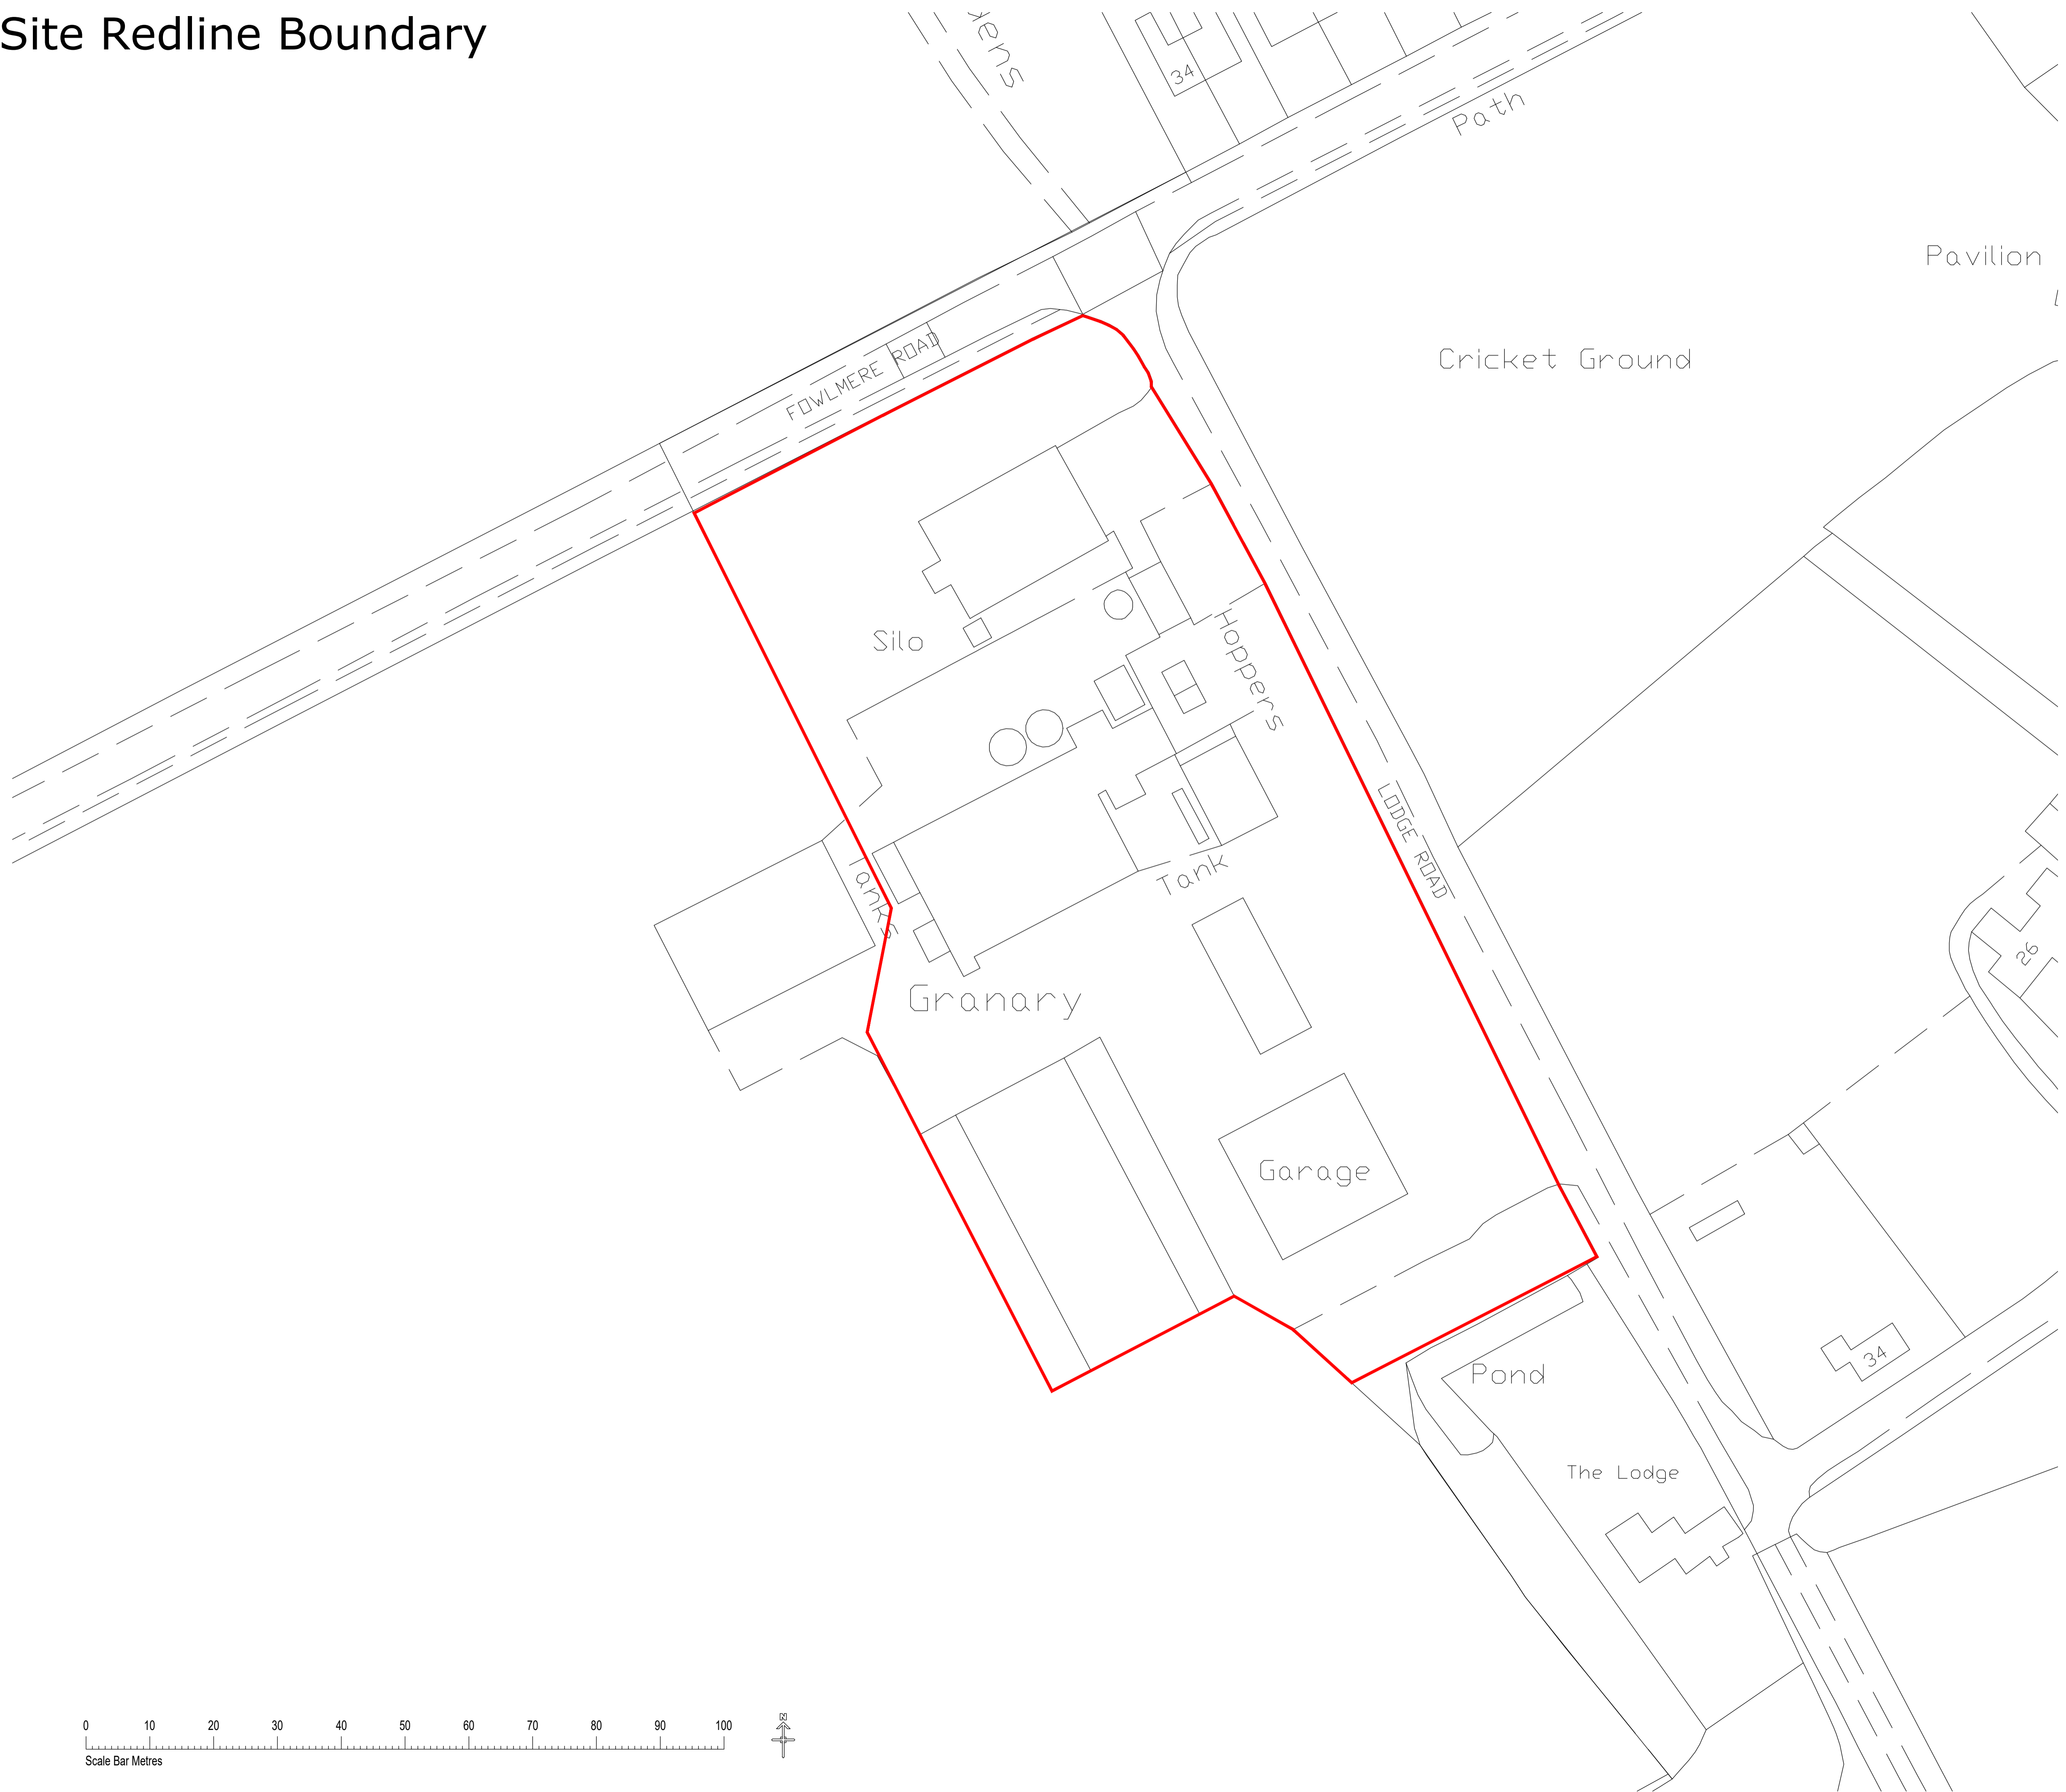 Site Redline Boundary
34
Path
Pavilion
Cricket Ground
FOWLMERE ROAD
Silo
Hoppers
LODGE ROAD
Tank
26
Granary
Garage
34
Pond
The Lodge
N
0 10 20 30 40 50 60 70 80 90 100
Scale Bar Metres